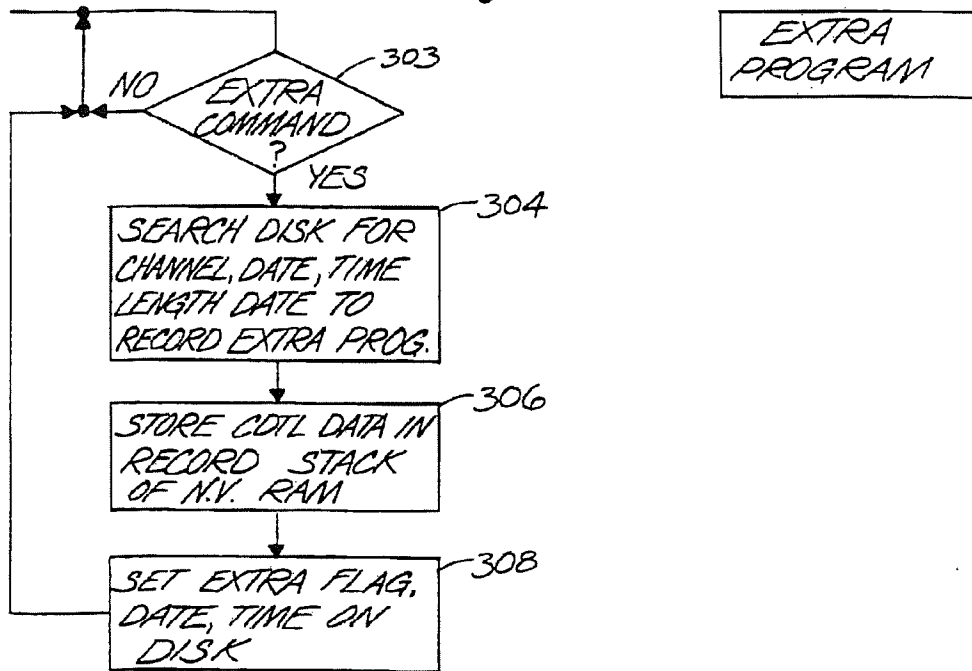 EXTRA
PROGRAM
303
NO
EXTRA
COMMAND
?
YES
304
SEARCH DISK FOR
CHANNEL, DATE, TIME
LENGTH DATE TO
RECORD EXTRA PROG.
306
STORE CDTL DATA IN
RECORD STACK
OF N.V. RAM
308
SET EXTRA FLAG.
DATE, TIME ON
DISK